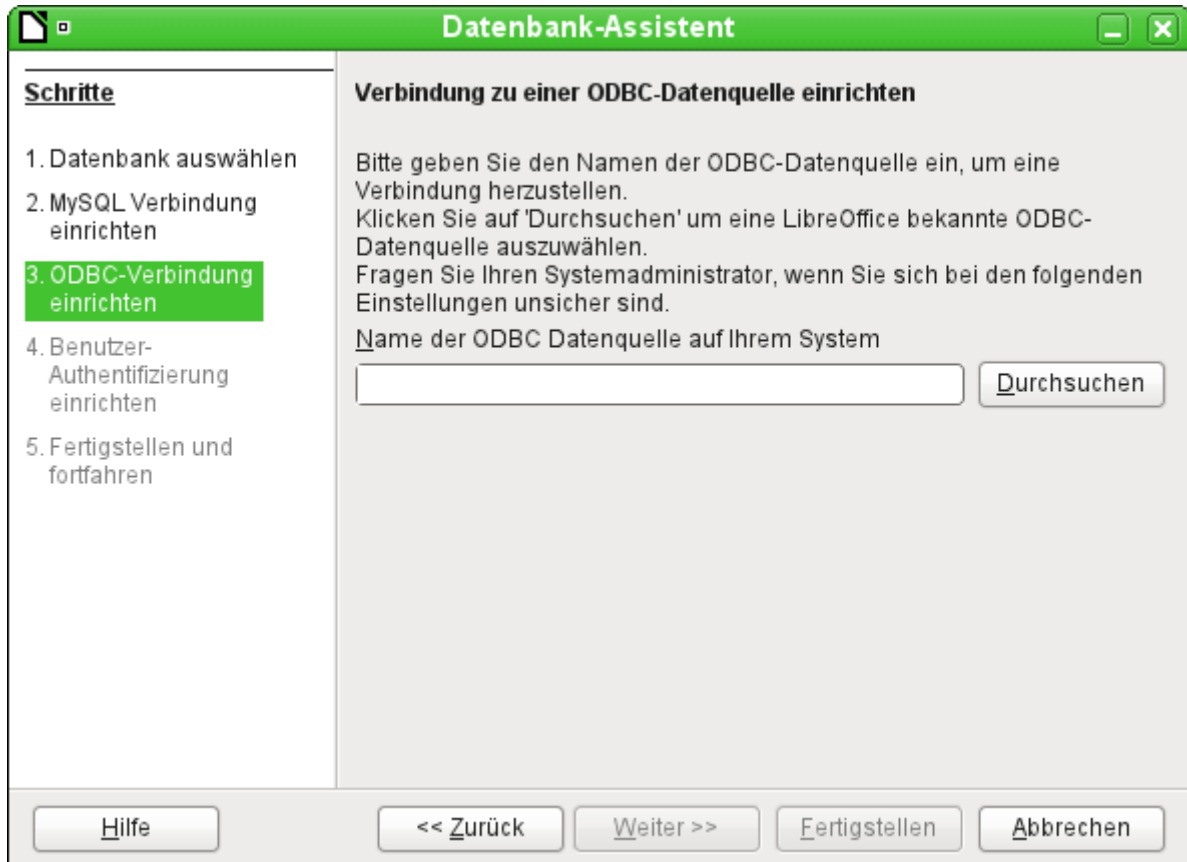 Datenbank-Assistent
Schritte
1. Datenbank auswählen
2. MySQL Verbindung
einrichten
3. ODBC-Verbindung
einrichten
4. Benutzer-
Authentifizierung
einrichten
5. Fertigstellen und
fortfahren
Verbindung zu einer ODBC-Datenquelle einrichten
Bitte geben Sie den Namen der ODBC-Datenquelle ein, um eine
Verbindung herzustellen.
Klicken Sie auf 'Durchsuchen' um eine LibreOffice bekannte ODBC-
Datenquelle auszuwählen.
Fragen Sie Ihren Systemadministrator, wenn Sie sich bei den folgenden
Einstellungen unsicher sind.
Name der ODBC Datenquelle auf Ihrem System
Durchsuchen
Hilfe
<< Zurück
Weiter >>
Fertigstellen
Abbrechen